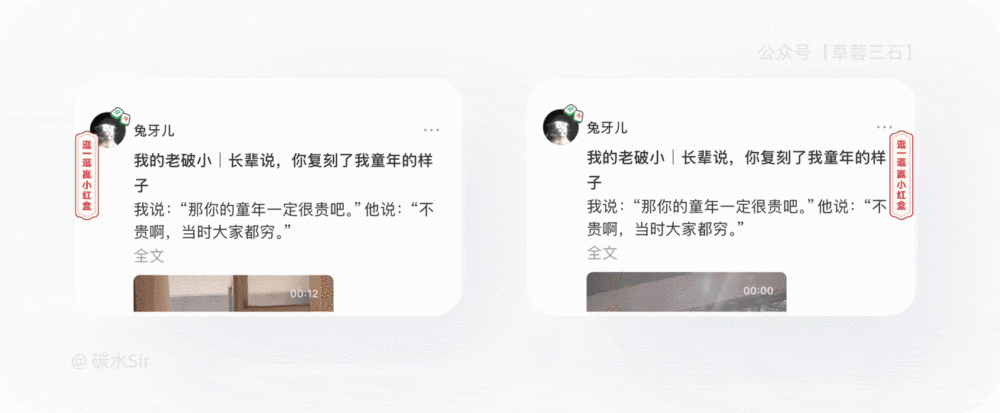 公众号【草蓉三石】
兔牙儿
我的老破小｜长辈说，你复刻了我童年的样
子
我说：“那你的童年一定很贵吧。” 他说：“不
贵啊，当时大家都穷。”
全文
00:12
逛一逛赢小红盒
兔牙儿
我的老破小｜长辈说，你复刻了我童年的样
子
我说：“那你的童年一定很贵吧。” 他说：“不
贵啊，当时大家都穷。”
全文
00:00
逛一逛赢小红盒
@ 碳水Sir